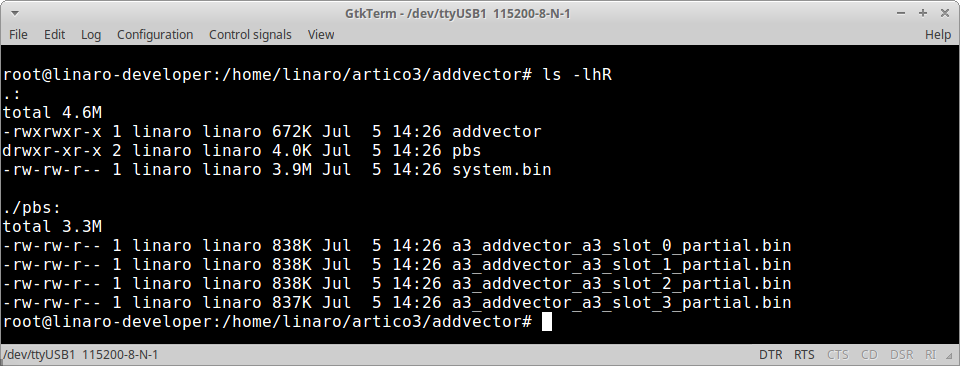 GtkTerm - /dev/ttyUSB1 115200-8-N-1
File Edit Log Configuration Control signals View Help
root@linaro-developer:/home/linaro/artico3/addvector# ls -lhR
.:
total 4.6M
-rwxrwxr-x 1 linaro linaro 672K Jul  5 14:26 addvector
drwxr-xr-x 2 linaro linaro 4.0K Jul  5 14:26 pbs
-rw-rw-r-- 1 linaro linaro 3.9M Jul  5 14:26 system.bin
./pbs:
total 3.3M
-rw-rw-r-- 1 linaro linaro 838K Jul  5 14:26 a3_addvector_a3_slot_0_partial.bin
-rw-rw-r-- 1 linaro linaro 838K Jul  5 14:26 a3_addvector_a3_slot_1_partial.bin
-rw-rw-r-- 1 linaro linaro 838K Jul  5 14:26 a3_addvector_a3_slot_2_partial.bin
-rw-rw-r-- 1 linaro linaro 837K Jul  5 14:26 a3_addvector_a3_slot_3_partial.bin
root@linaro-developer:/home/linaro/artico3/addvector#
/dev/ttyUSB1 115200-8-N-1 DTR RTS CTS CD DSR RI